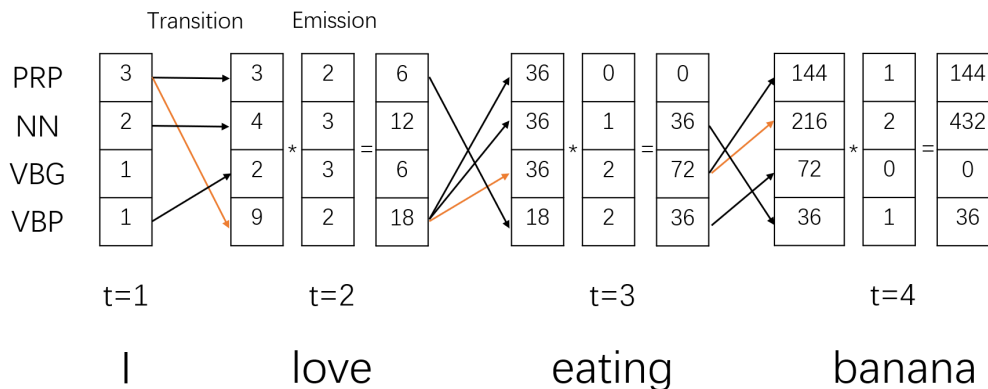 Transition Emission
PRP 3 3 2 6 36 0 0 144 1 144
NN 2 4 3 12 36 1 36 216 2 432
* = * = * =
VBG 1 2 3 6 36 2 72 72 0 0
VBP 1 9 2 18 18 2 36 36 1 36
t=1 t=2 t=3 t=4
I love eating banana